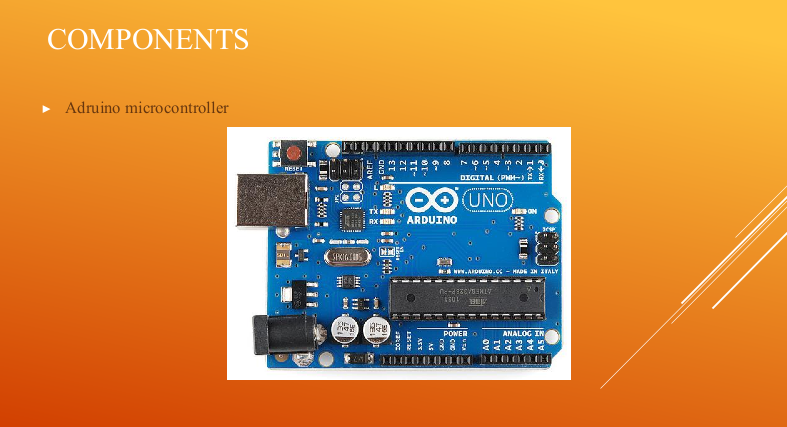 COMPONENTS
► Adruino microcontroller
RESET
AREF
GND
13
12
~11
~10
~9
8
7
~6
~5
4
~3
2
TX→1
RX←0
DIGITAL (PWM~)
UNO
ARDUINO
TX
RX
L
ON
ICSP
WWW.ARDUINO.CC - MADE IN ITALY
POWER
ANALOG IN
RESET
5V
GND
GND
Vin
A0
A1
A2
A3
A4
A5